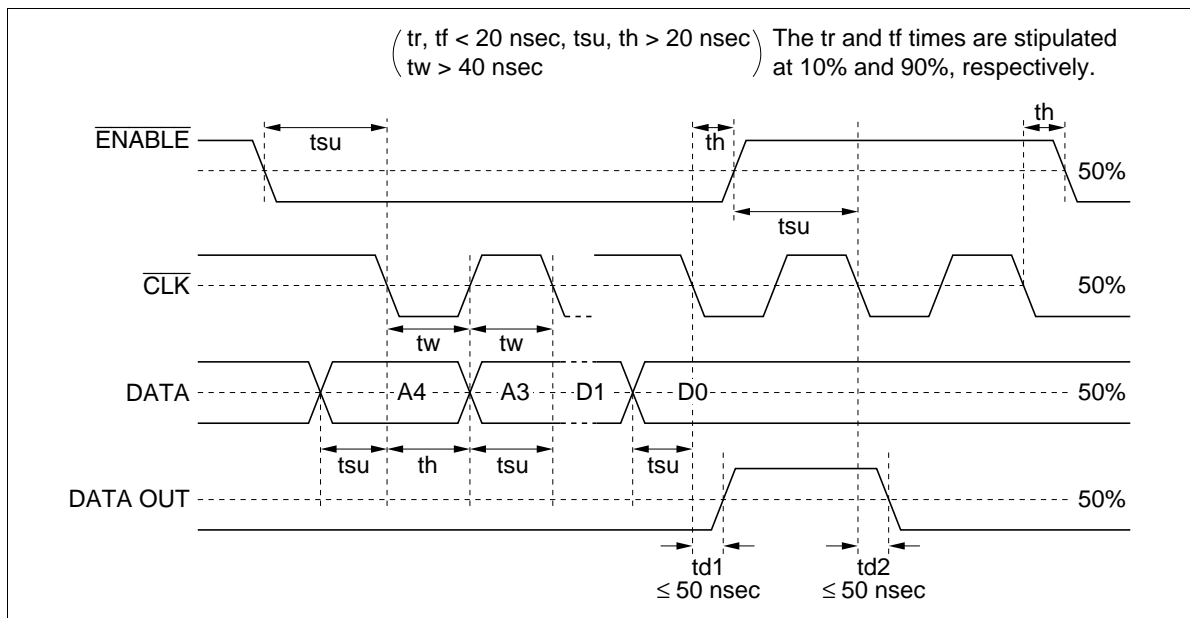 tr, tf < 20 nsec, tsu, th > 20 nsec
tw > 40 nsec
The tr and tf times are stipulated
at 10% and 90%, respectively.
ENABLE
tsu
th
th
50%
tsu
CLK
50%
tw
tw
DATA
A4
A3
D1
D0
50%
tsu
th
tsu
tsu
DATA OUT
50%
td1
≤ 50 nsec
td2
≤ 50 nsec